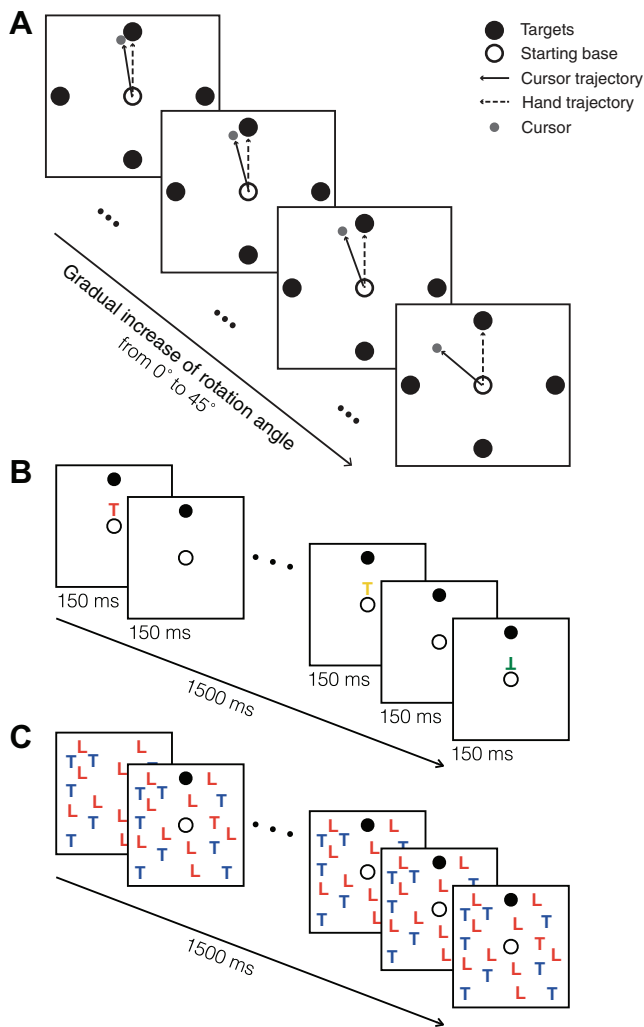 A
Targets
Starting base
Cursor trajectory
Hand trajectory
Cursor
Gradual increase of rotation angle
from 0° to 45°
B
T
150 ms
150 ms
T
150 ms
150 ms
T
150 ms
1500 ms
C
1500 ms